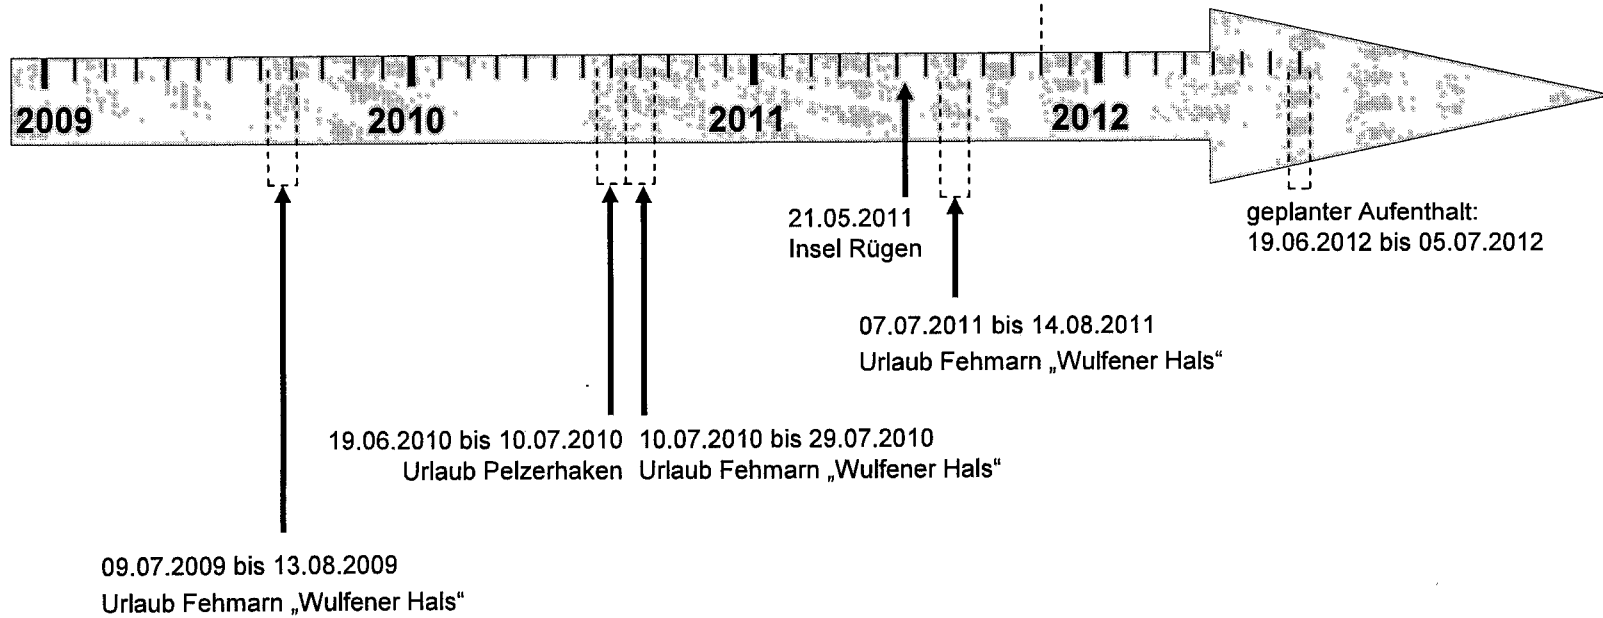 2009
2010
2011
2012
21.05.2011
Insel Rügen
geplanter Aufenthalt:
19.06.2012 bis 05.07.2012
07.07.2011 bis 14.08.2011
Urlaub Fehmarn „Wulfener Hals“
19.06.2010 bis 10.07.2010
Urlaub Pelzerhaken
10.07.2010 bis 29.07.2010
Urlaub Fehmarn „Wulfener Hals“
09.07.2009 bis 13.08.2009
Urlaub Fehmarn „Wulfener Hals“